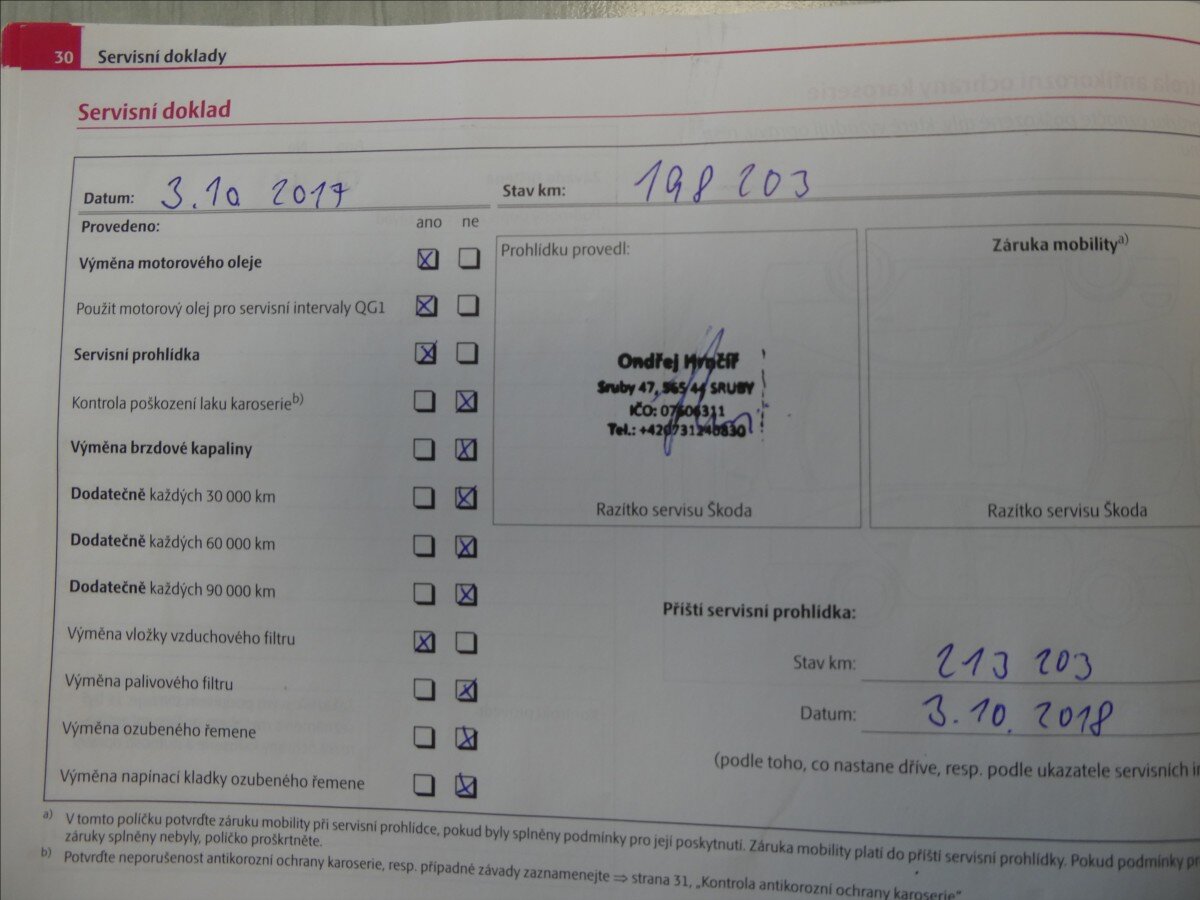 30 Servisní doklady
Servisní doklad
Datum: 3.10 2017
Stav km: 198 203
Provedeno: ano ne
Výměna motorového oleje
Použit motorový olej pro servisní intervaly QG1
Servisní prohlídka
Kontrola poškození laku karoserie b)
Výměna brzdové kapaliny
Dodatečně každých 30 000 km
Dodatečně každých 60 000 km
Dodatečně každých 90 000 km
Výměna vložky vzduchového filtru
Výměna palivového filtru
Výměna ozubeného řemene
Výměna napínací kladky ozubeného řemene
Prohlídku provedl:
Ondřej
Sruby 47, 565 44 SRUBY
IČO: 07606311
Tel.: +420731240830
Razítko servisu Škoda
Záruka mobility a)
Razítko servisu Škoda
Příští servisní prohlídka:
Stav km: 213 203
Datum: 3.10. 2018
(podle toho, co nastane dříve, resp. podle ukazatele servisních
a) V tomto políčku potvrďte záruku mobility při servisní prohlídce, pokud byly splněny podmínky pro její poskytnutí. Záruka mobility platí do příští servisní prohlídky. Pokud podmínky
záruky splněny nebyly, políčko proškrtněte.
b) Potvrďte neporušenost antikorozní ochrany karoserie, resp. případné závady zaznamenejte ⇒ strana 31, „Kontrola antikorozní ochrany karoserie“